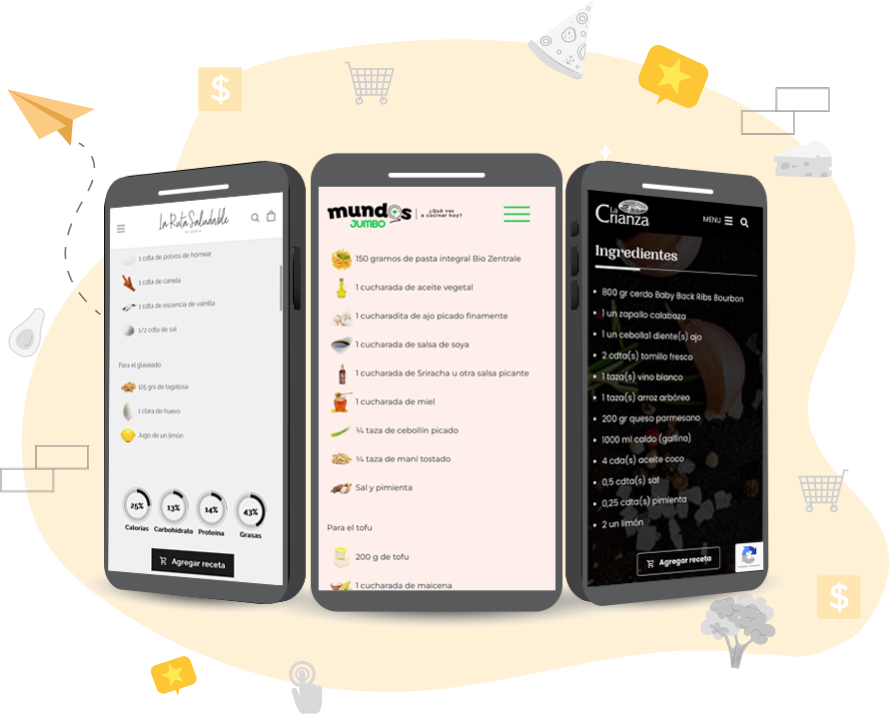 $
La Ruta Saludable
1 cdta de polvos de hornear
1 cdta de canela
1 cdta de escencia de vainilla
1/2 cdta de sal
Para el glaseado
125 grs de tagatosa
1 clara de huevo
Jugo de un limón
25%
13%
14%
43%
Calorías
Carbohidrato
Proteína
Grasas
Agregar receta
mundos
JUMBO
¿Qué vas
a cocinar hoy?
150 gramos de pasta integral Bio Zentrale
1 cucharada de aceite vegetal
1 cucharadita de ajo picado finamente
1 cucharada de salsa de soya
1 cucharada de Sriracha u otra salsa picante
1 cucharada de miel
¼ taza de cebollín picado
¼ taza de maní tostado
Sal y pimienta
Para el tofu
200 g de tofu
1 cucharada de maicena
La
Crianza
MENU
Ingredientes
800 gr cerdo Baby Back Ribs Bourbon
1 un zapallo calabaza
1 un cebolla1 diente(s) ajo
2 cdta(s) tomillo fresco
1 taza(s) vino blanco
1 taza(s) arroz arbóreo
200 gr queso parmesano
1000 ml caldo (gallina)
4 cda(s) aceite coco
0,5 cdta(s) sal
0,25 cdta(s) pimienta
2 un limón
Agregar receta
$